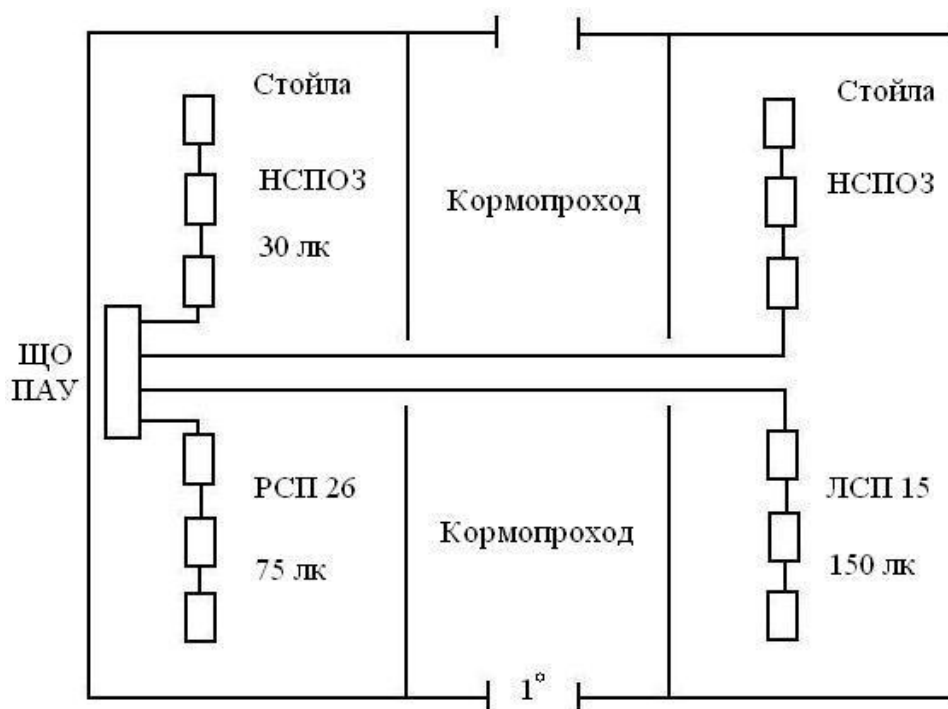 Стойла
НСПОЗ
30 лк
Кормопроход
Стойла
НСПОЗ
ЩО
ПАУ
РСП 26
75 лк
Кормопроход
ЛСП 15
150 лк
1°